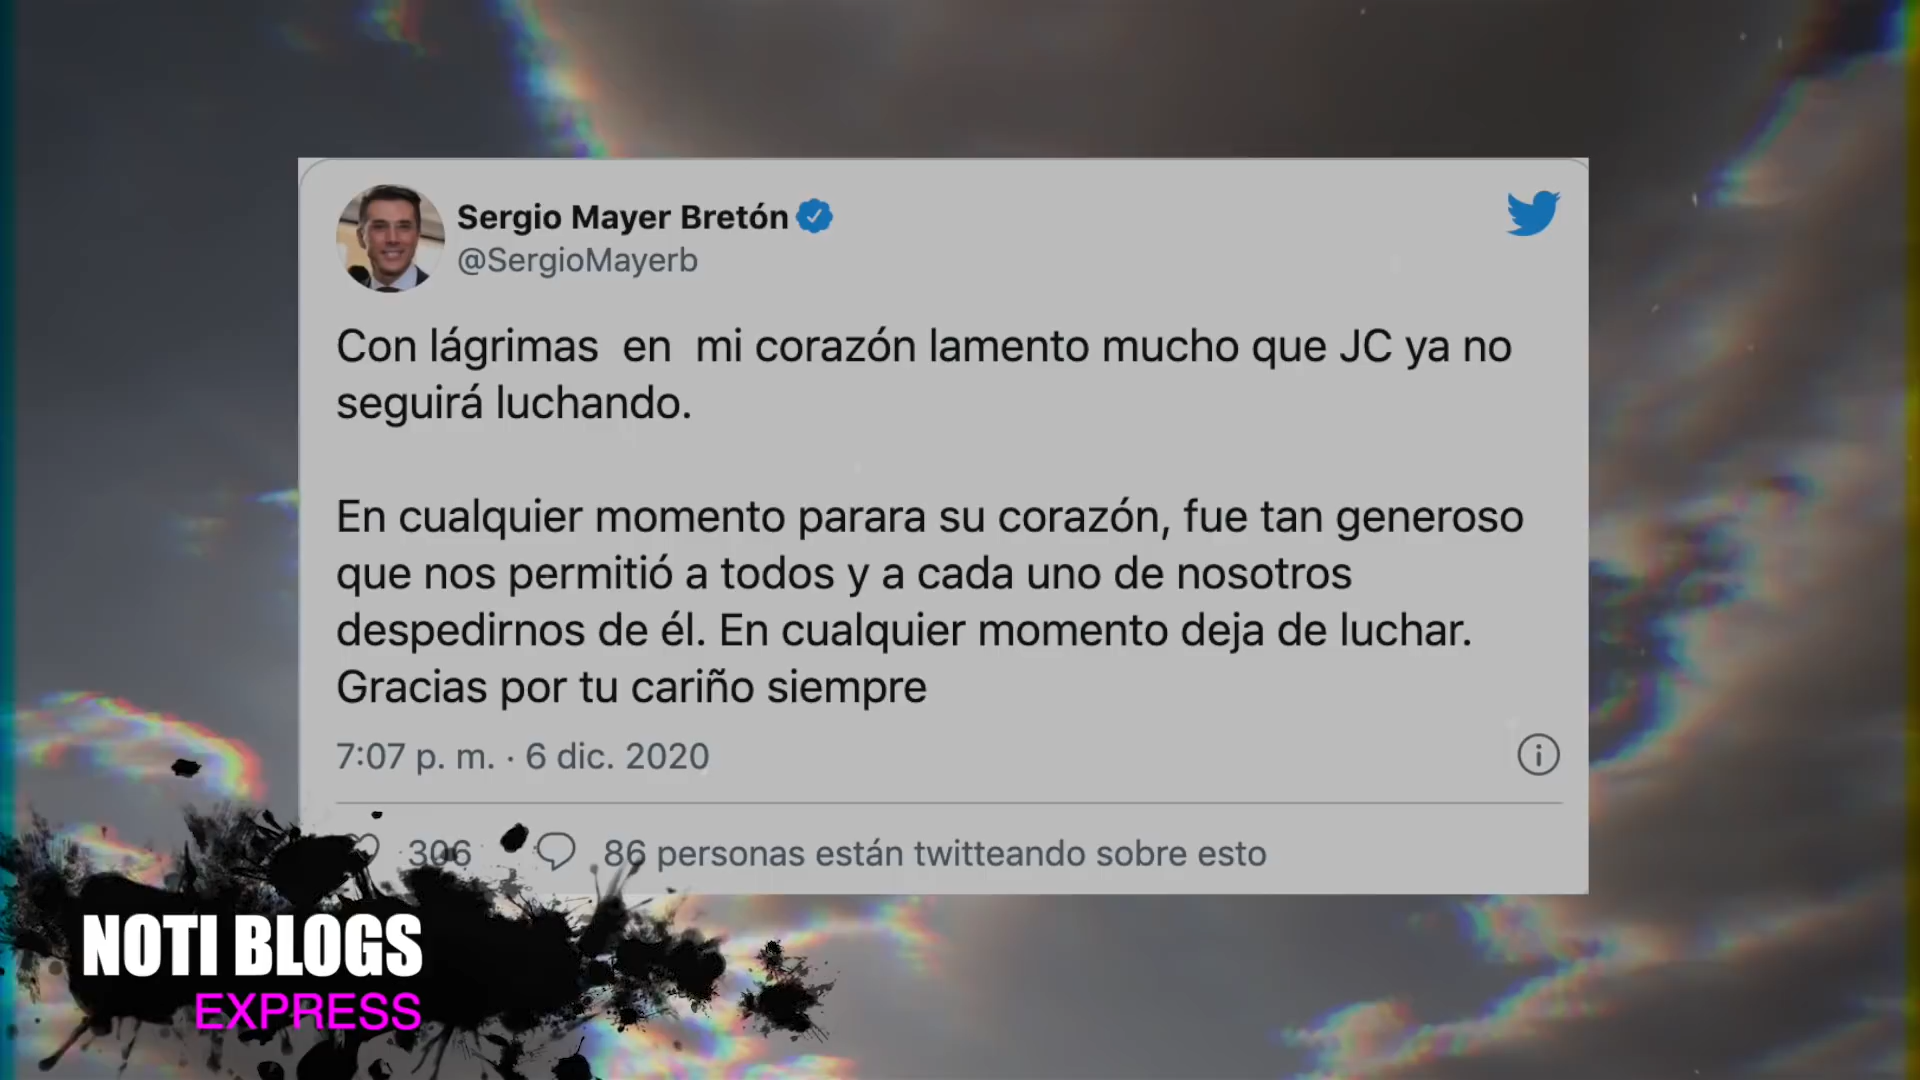 Sergio Mayer Bretón
@SergioMayerb
Con lágrimas  en  mi corazón lamento mucho que JC ya no
seguirá luchando.
En cualquier momento parara su corazón, fue tan generoso
que nos permitió a todos y a cada uno de nosotros
despedirnos de él. En cualquier momento deja de luchar.
Gracias por tu cariño siempre
7:07 p. m. · 6 dic. 2020
306
86 personas están twitteando sobre esto
NOTI BLOGS
EXPRESS